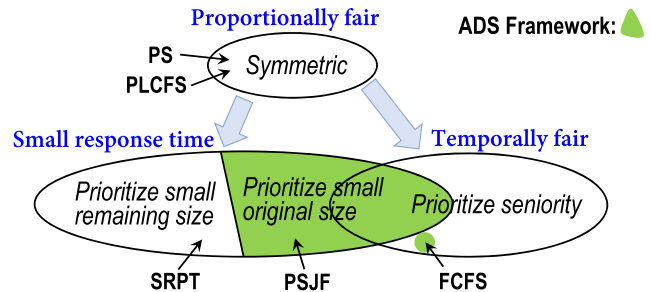 Proportionally fair
ADS Framework:
PS
PLCFS
Symmetric
Small response time
Temporally fair
Prioritize small
remaining size
Prioritize small
original size
Prioritize seniority
SRPT
PSJF
FCFS